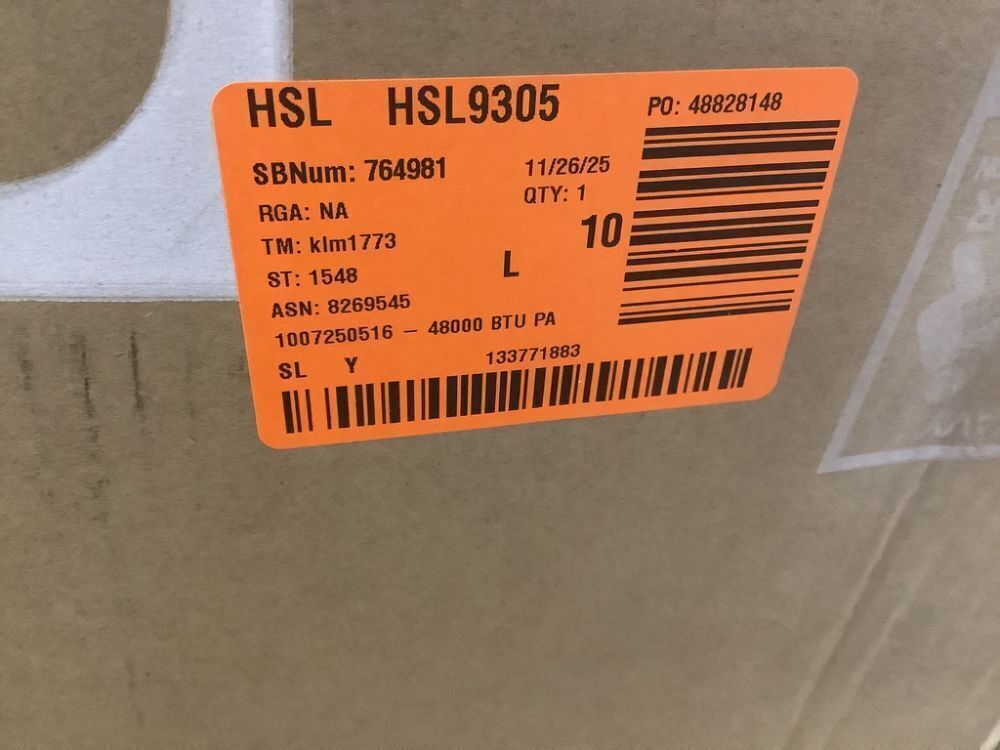 HSL HSL9305 PO: 48828148
SBNum: 764981 11/26/25
QTY: 1
RGA: NA
10
TM: klm1773
L
ST: 1548
ASN: 8269545
1007250516 – 48000 BTU PA
SL Y 133771883